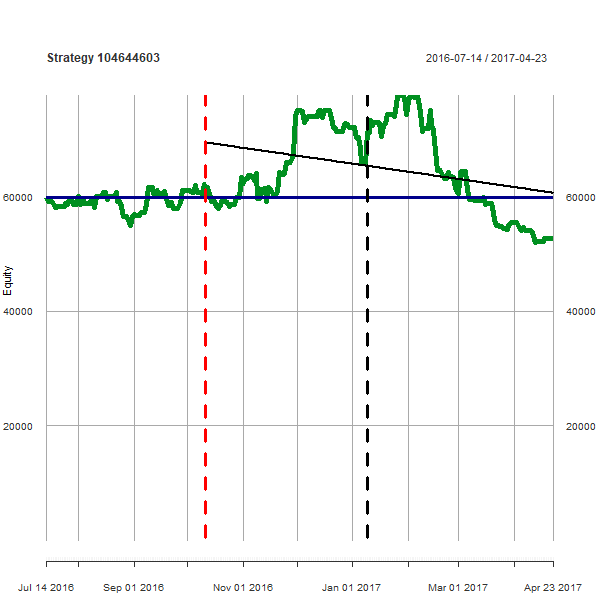 Strategy 104644603
2016-07-14 / 2017-04-23
60000 60000
Equity
40000 40000
20000 20000
Jul 14 2016 Sep 01 2016 Nov 01 2016 Jan 01 2017 Mar 01 2017 Apr 23 2017